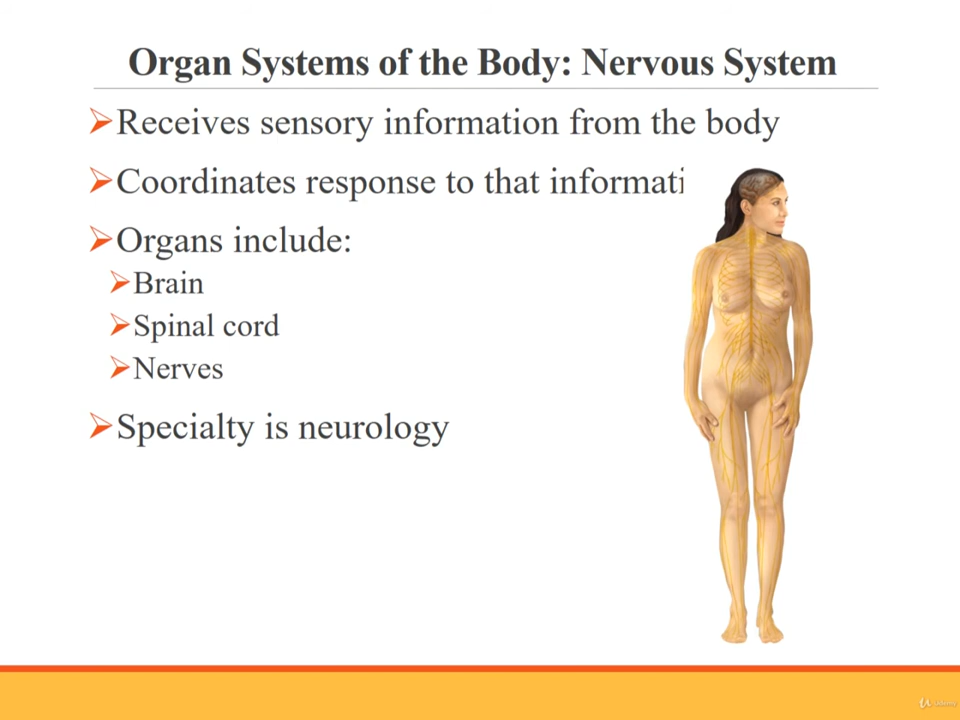 Organ Systems of the Body: Nervous System
Receives sensory information from the body
Coordinates response to that informati
Organs include:
Brain
Spinal cord
Nerves
Specialty is neurology
Udemy